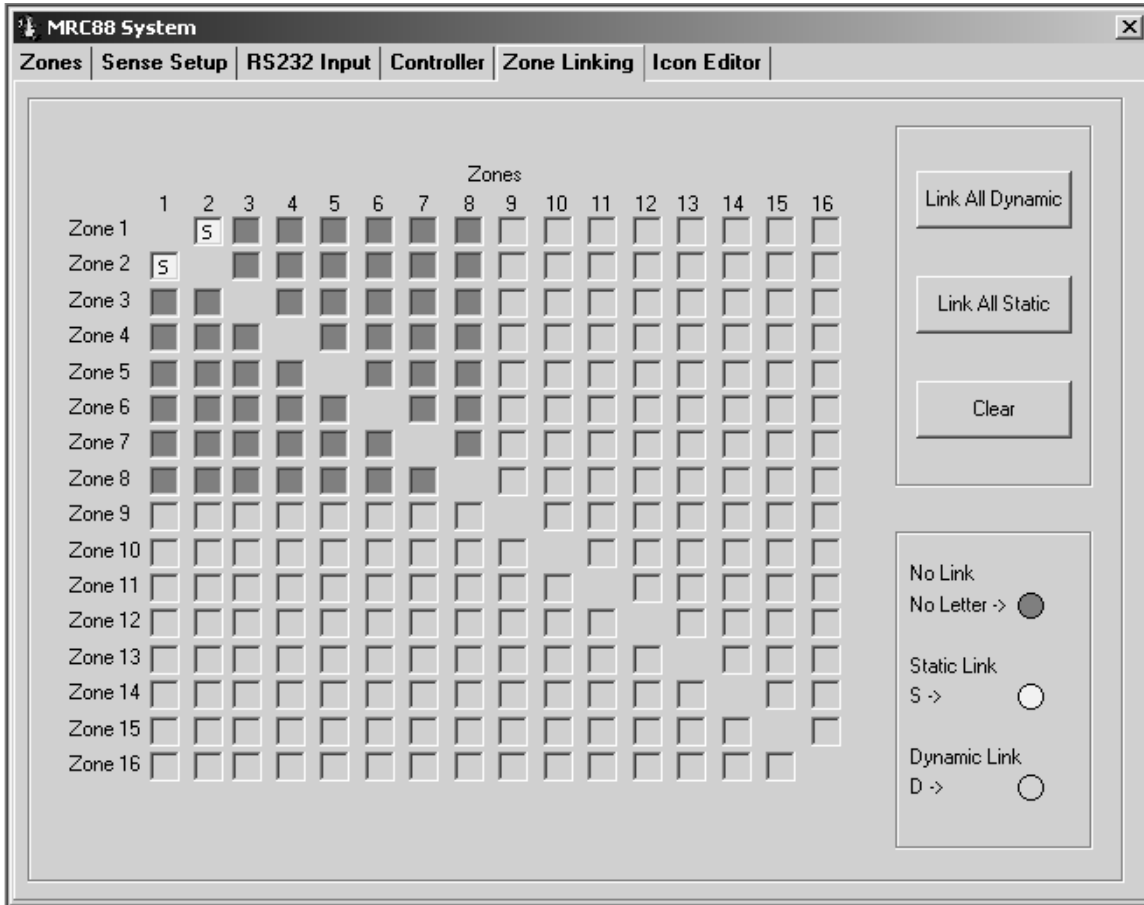 MRC88 System
Zones Sense Setup RS232 Input Controller Zone Linking Icon Editor
Zones
1 2 3 4 5 6 7 8 9 10 11 12 13 14 15 16
Zone 1 S
Zone 2 S
Zone 3
Zone 4
Zone 5
Zone 6
Zone 7
Zone 8
Zone 9
Zone 10
Zone 11
Zone 12
Zone 13
Zone 14
Zone 15
Zone 16
Link All Dynamic
Link All Static
Clear
No Link
No Letter ->
Static Link
S ->
Dynamic Link
D ->